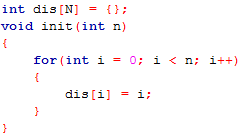 int dis[N] = {};
void init(int n)
{
    for(int i = 0; i < n; i++)
    {
        dis[i] = i;
    }
}